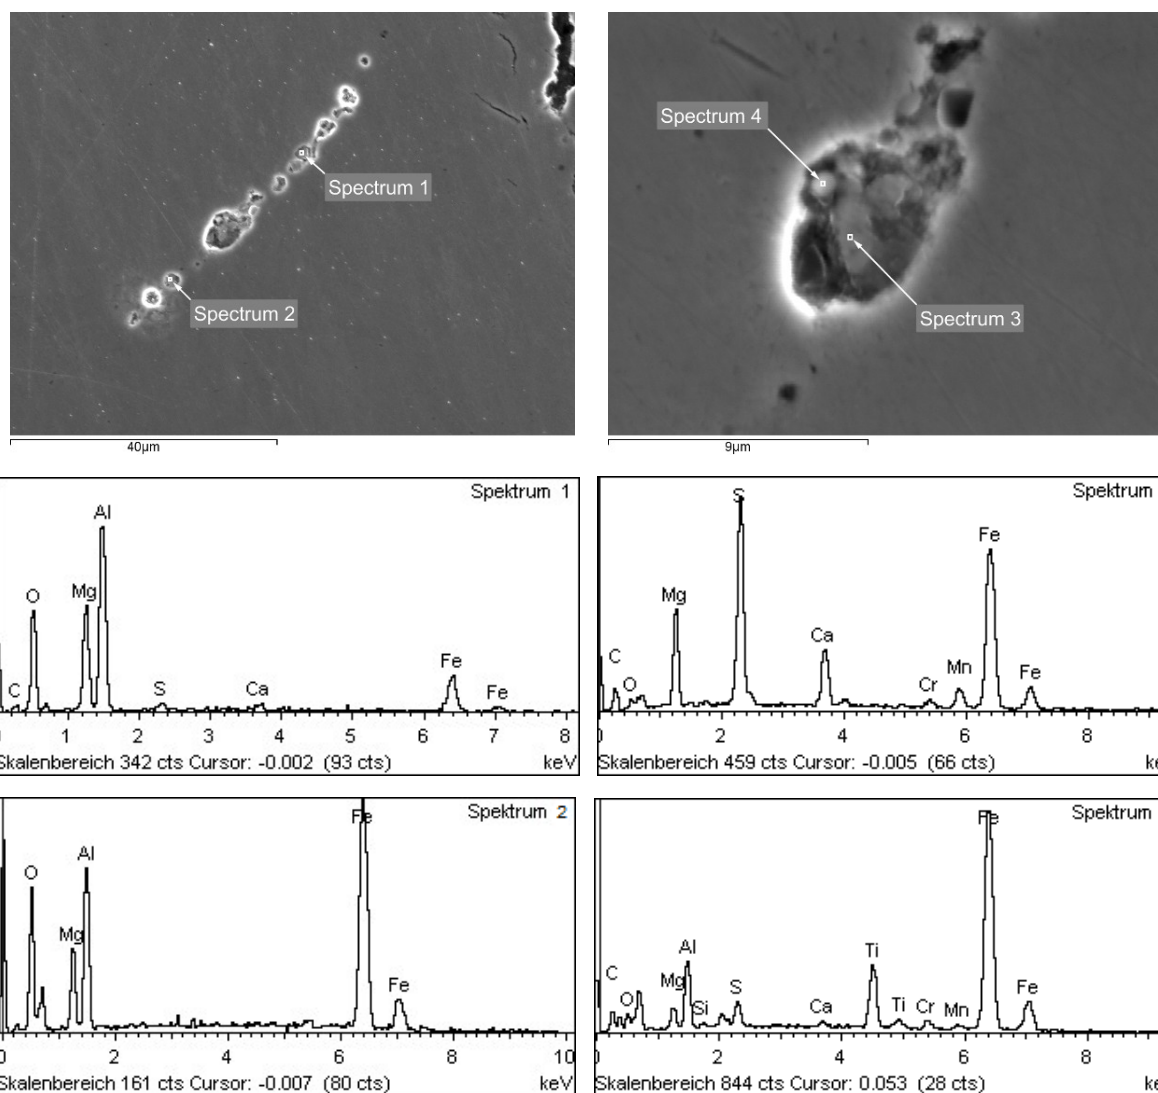 Spectrum 1
Spectrum 2
40µm
Spectrum 4
Spectrum 3
9µm
Spektrum 1
Al
Mg
O
Fe
C
S
Ca
Fe
1 2 3 4 5 6 7 8
Skalenbereich 342 cts Cursor: -0.002 (93 cts)
keV
Spektrum
S
Fe
Mg
Ca
C
Mn
O
Cr
Fe
0 2 4 6 8
Skalenbereich 459 cts Cursor: -0.005 (66 cts)
ke
Spektrum 2
Fe
Al
O
Mg
Fe
0 2 4 6 8 10
Skalenbereich 161 cts Cursor: -0.007 (80 cts)
keV
Spektrum
Fe
Al
Ti
C
Mg
S
O
Si
Ca
Ti
Cr
Mn
Fe
0 2 4 6 8
Skalenbereich 844 cts Cursor: 0.053 (28 cts)
ke